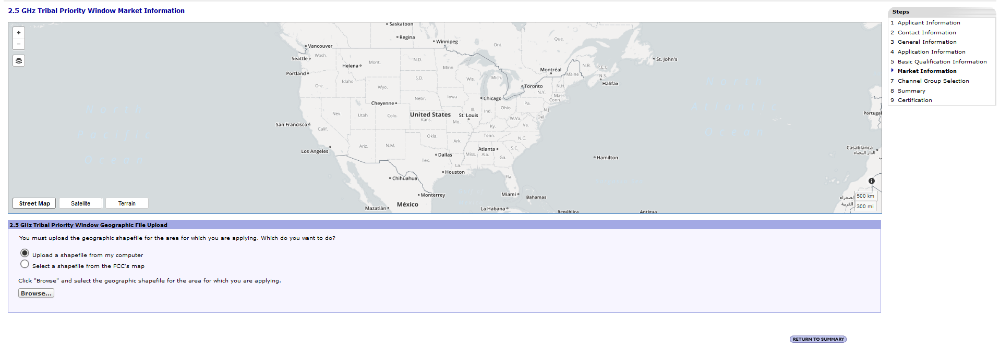 2.5 GHz Tribal Priority Window Market Information
+
−
Saskatoon
Regina
Winnipeg
Ont.
Que.
Vancouver
Wash.
Seattle
Helena
Mont.
N.D.
Minn.
Portland
Montréal
N.B.
P.E.I.
St. John's
Maine
N.S.
Halifax
Ore.
Idaho
Wyo.
S.D.
Wis.
Mich.
Toronto
N.H.
N.Y.
Mass.
Conn.
Cheyenne
Nebr.
Iowa
Chicago
Pa.
N.J.
Nev.
Utah
Colo.
United States
Kans.
St. Louis
Ill.
Ind.
Ohio
Mo.
W.Va.
Del
Va.
Ky.
San Francisco
Calif.
Ariz.
N.M.
Okla.
Ark.
Tenn.
N.C.
Los Angeles
Tex.
Dallas
Miss.
Ala.
Atlanta
S.C.
Ga.
Houston
La.
Fla.
Chihuahua
Monterrey
Miami
Bahamas
Mazatlán
México
La Habana
República
Antigua
Hamilton
North
Pacific
Ocean
North
Atlantic
Ocean
Portugal
Casablanca
الدار البيضاء
الصحراء
الغربية
500 km
300 mi
Street Map
Satellite
Terrain
2.5 GHz Tribal Priority Window Geographic File Upload
You must upload the geographic shapefile for the area for which you are applying. Which do you want to do?
Upload a shapefile from my computer
Select a shapefile from the FCC's map
Click "Browse" and select the geographic shapefile for the area for which you are applying.
Browse...
RETURN TO SUMMARY
Steps
1 Applicant Information
2 Contact Information
3 General Information
4 Application Information
5 Basic Qualification Information
Market Information
7 Channel Group Selection
8 Summary
9 Certification